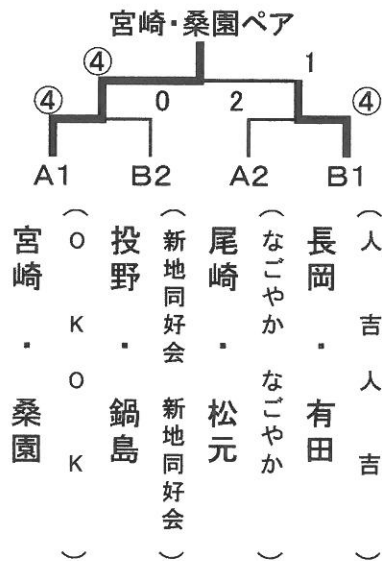 宮崎・桑園ペア
④ 1
④ 0 2 ④
A1 B2 A2 B1
宮崎・桑園
（OK OK）
投野・鍋島
（新地同好会 新地同好会）
尾崎・松元
（なごやか なごやか）
長岡・有田
（人吉 人吉）